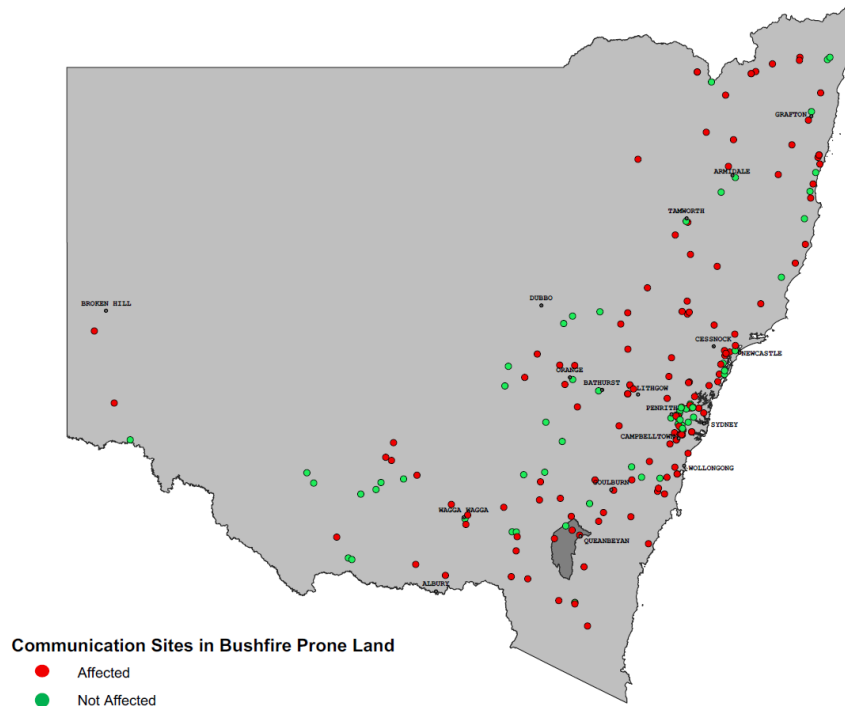 GRAFTON
ARMIDALE
TAMWORTH
DUBBO
BROKEN HILL
CESSNOCK
NEWCASTLE
ORANGE
BATHURST
LITHGOW
PENRITH
SYDNEY
CAMPBELLTOWN
WOLLONGONG
GOULBURN
WAGGA WAGGA
QUEANBEYAN
ALBURY
Communication Sites in Bushfire Prone Land
Affected
Not Affected